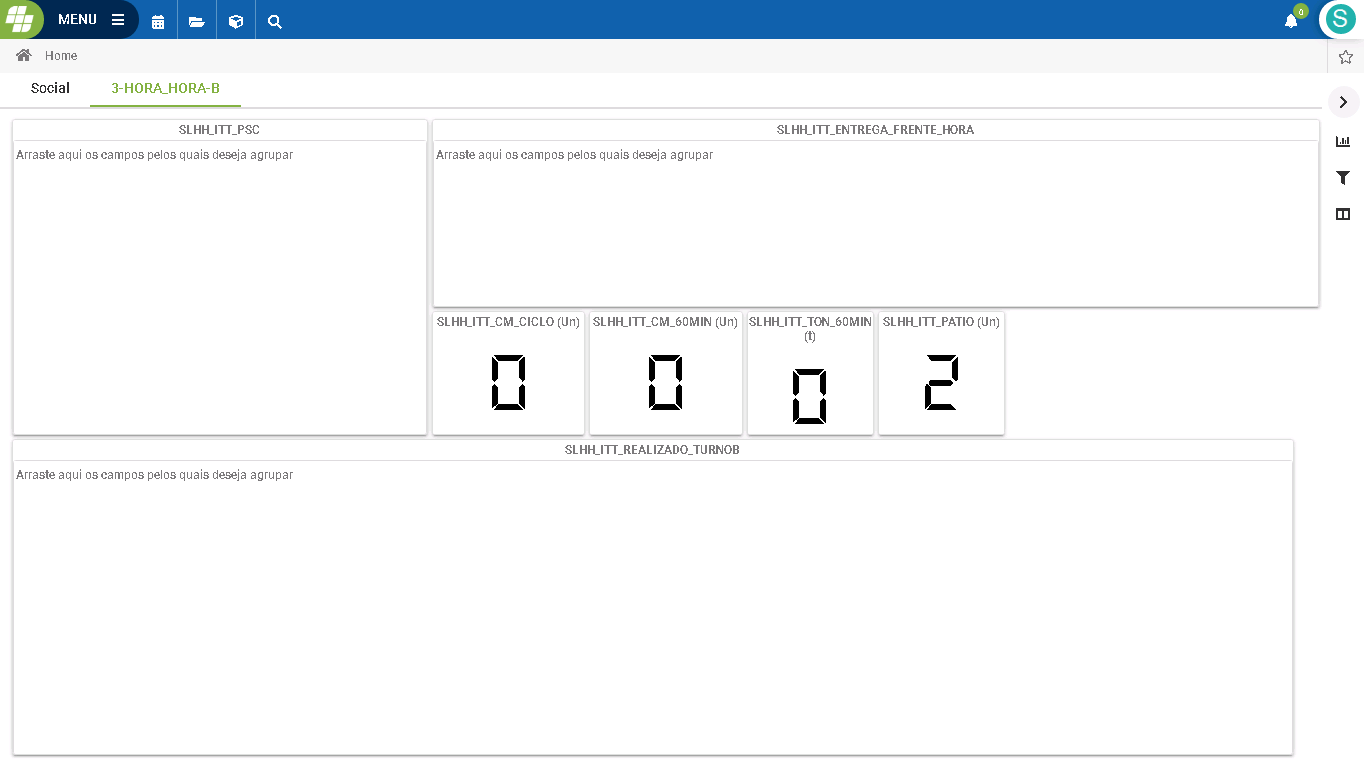 MENU
0
S
Home
Social
3-HORA_HORA-B
SLHH_ITT_PSC
Arraste aqui os campos pelos quais deseja agrupar
SLHH_ITT_ENTREGA_FRENTE_HORA
Arraste aqui os campos pelos quais deseja agrupar
SLHH_ITT_CM_CICLO (Un)
0
SLHH_ITT_CM_60MIN (Un)
0
SLHH_ITT_TON_60MIN
(t)
0
SLHH_ITT_PATIO (Un)
2
SLHH_ITT_REALIZADO_TURNOB
Arraste aqui os campos pelos quais deseja agrupar